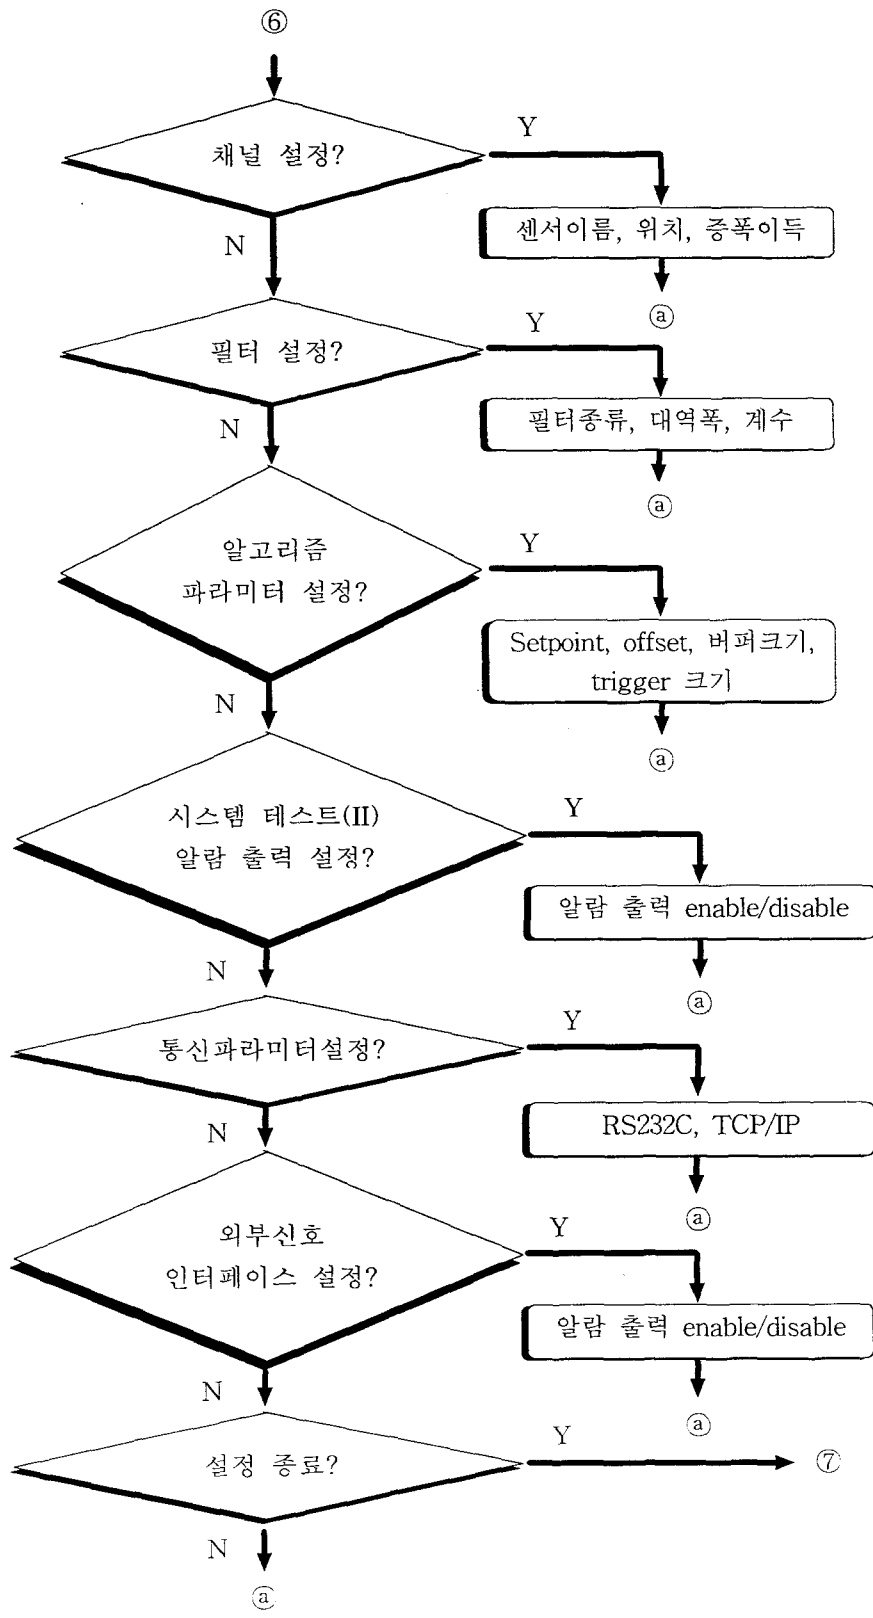 ⑥
채널 설정?
Y
센서이름, 위치, 증폭이득
ⓐ
N
필터 설정?
Y
필터종류, 대역폭, 계수
ⓐ
N
알고리즘
파라미터 설정?
Y
Setpoint, offset, 버퍼크기,
trigger 크기
ⓐ
N
시스템 테스트(II)
알람 출력 설정?
Y
알람 출력 enable/disable
ⓐ
N
통신파라미터설정?
Y
RS232C, TCP/IP
ⓐ
N
외부신호
인터페이스 설정?
Y
알람 출력 enable/disable
ⓐ
N
설정 종료?
Y
⑦
N
ⓐ